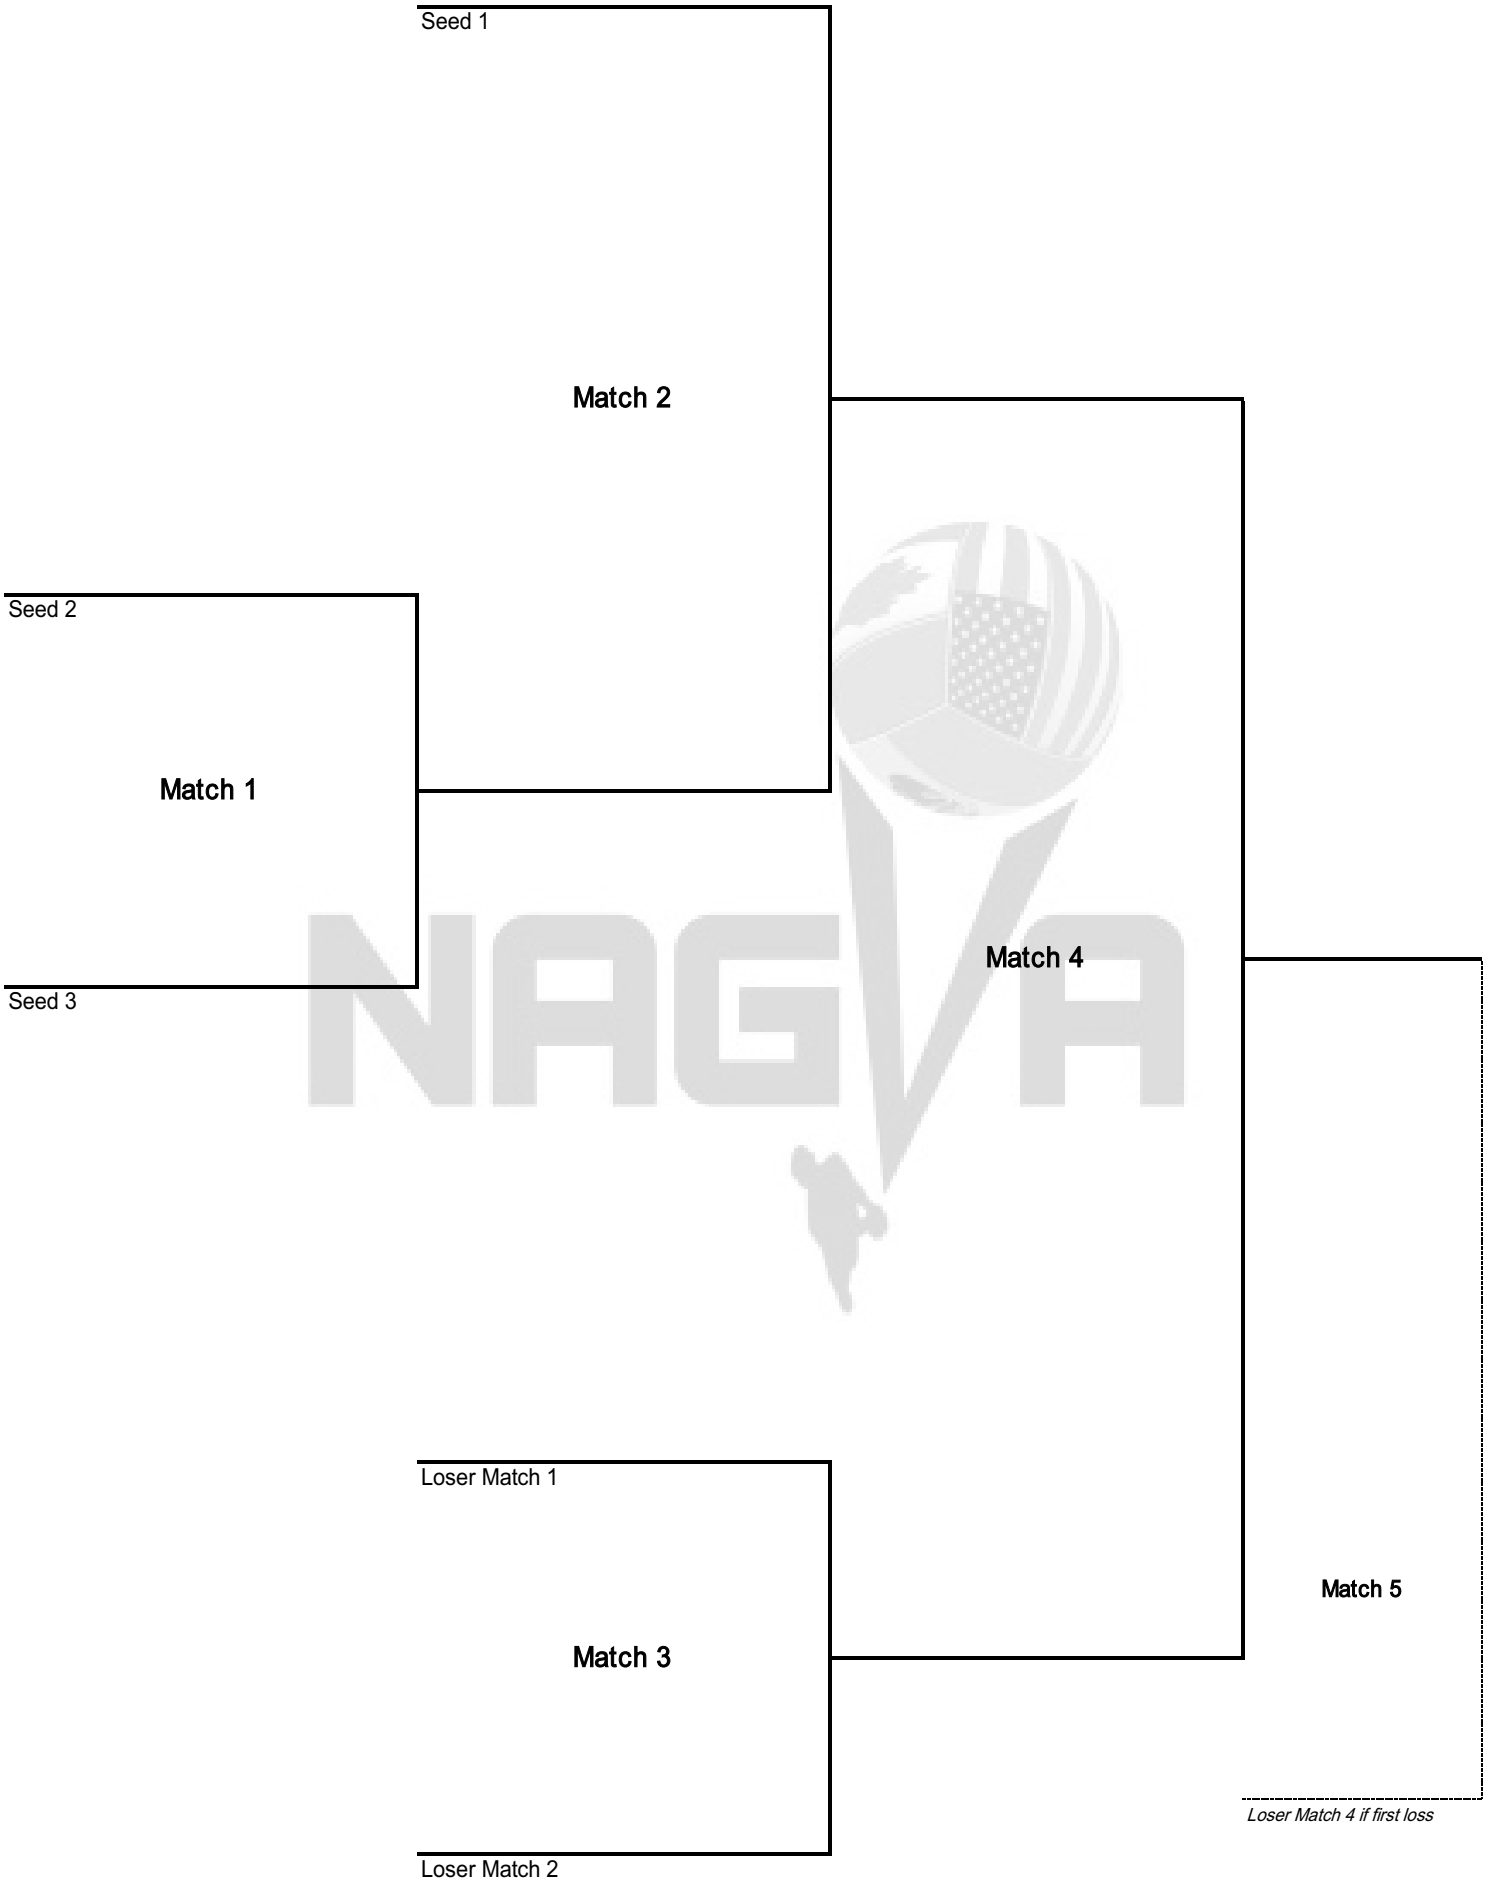 Seed 1
Match 2
Seed 2
Match 1
Seed 3
NAGVA
Match 4
Loser Match 1
Match 5
Match 3
Loser Match 4 if first loss
Loser Match 2